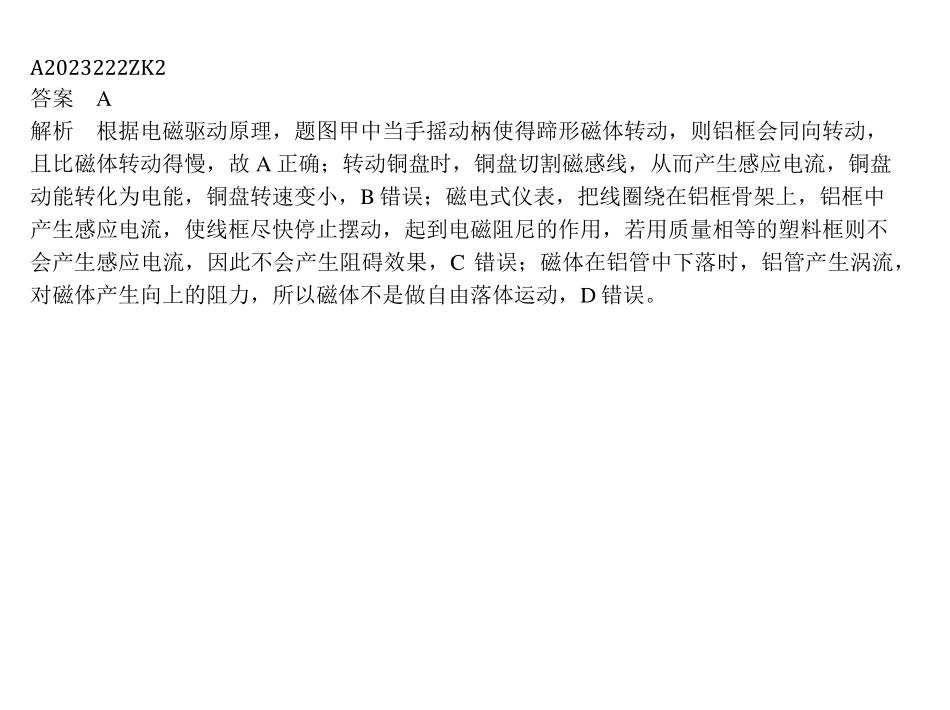 A2023222ZK2
答案　A
解析　根据电磁驱动原理，题图甲中当手摇动柄使得蹄形磁体转动，则铝框会同向转动，
且比磁体转动得慢，故 A 正确；转动铜盘时，铜盘切割磁感线，从而产生感应电流，铜盘
动能转化为电能，铜盘转速变小，B 错误；磁电式仪表，把线圈绕在铝框骨架上，铝框中
产生感应电流，使线框尽快停止摆动，起到电磁阻尼的作用，若用质量相等的塑料框则不
会产生感应电流，因此不会产生阻碍效果，C 错误；磁体在铝管中下落时，铝管产生涡流，
对磁体产生向上的阻力，所以磁体不是做自由落体运动，D 错误。